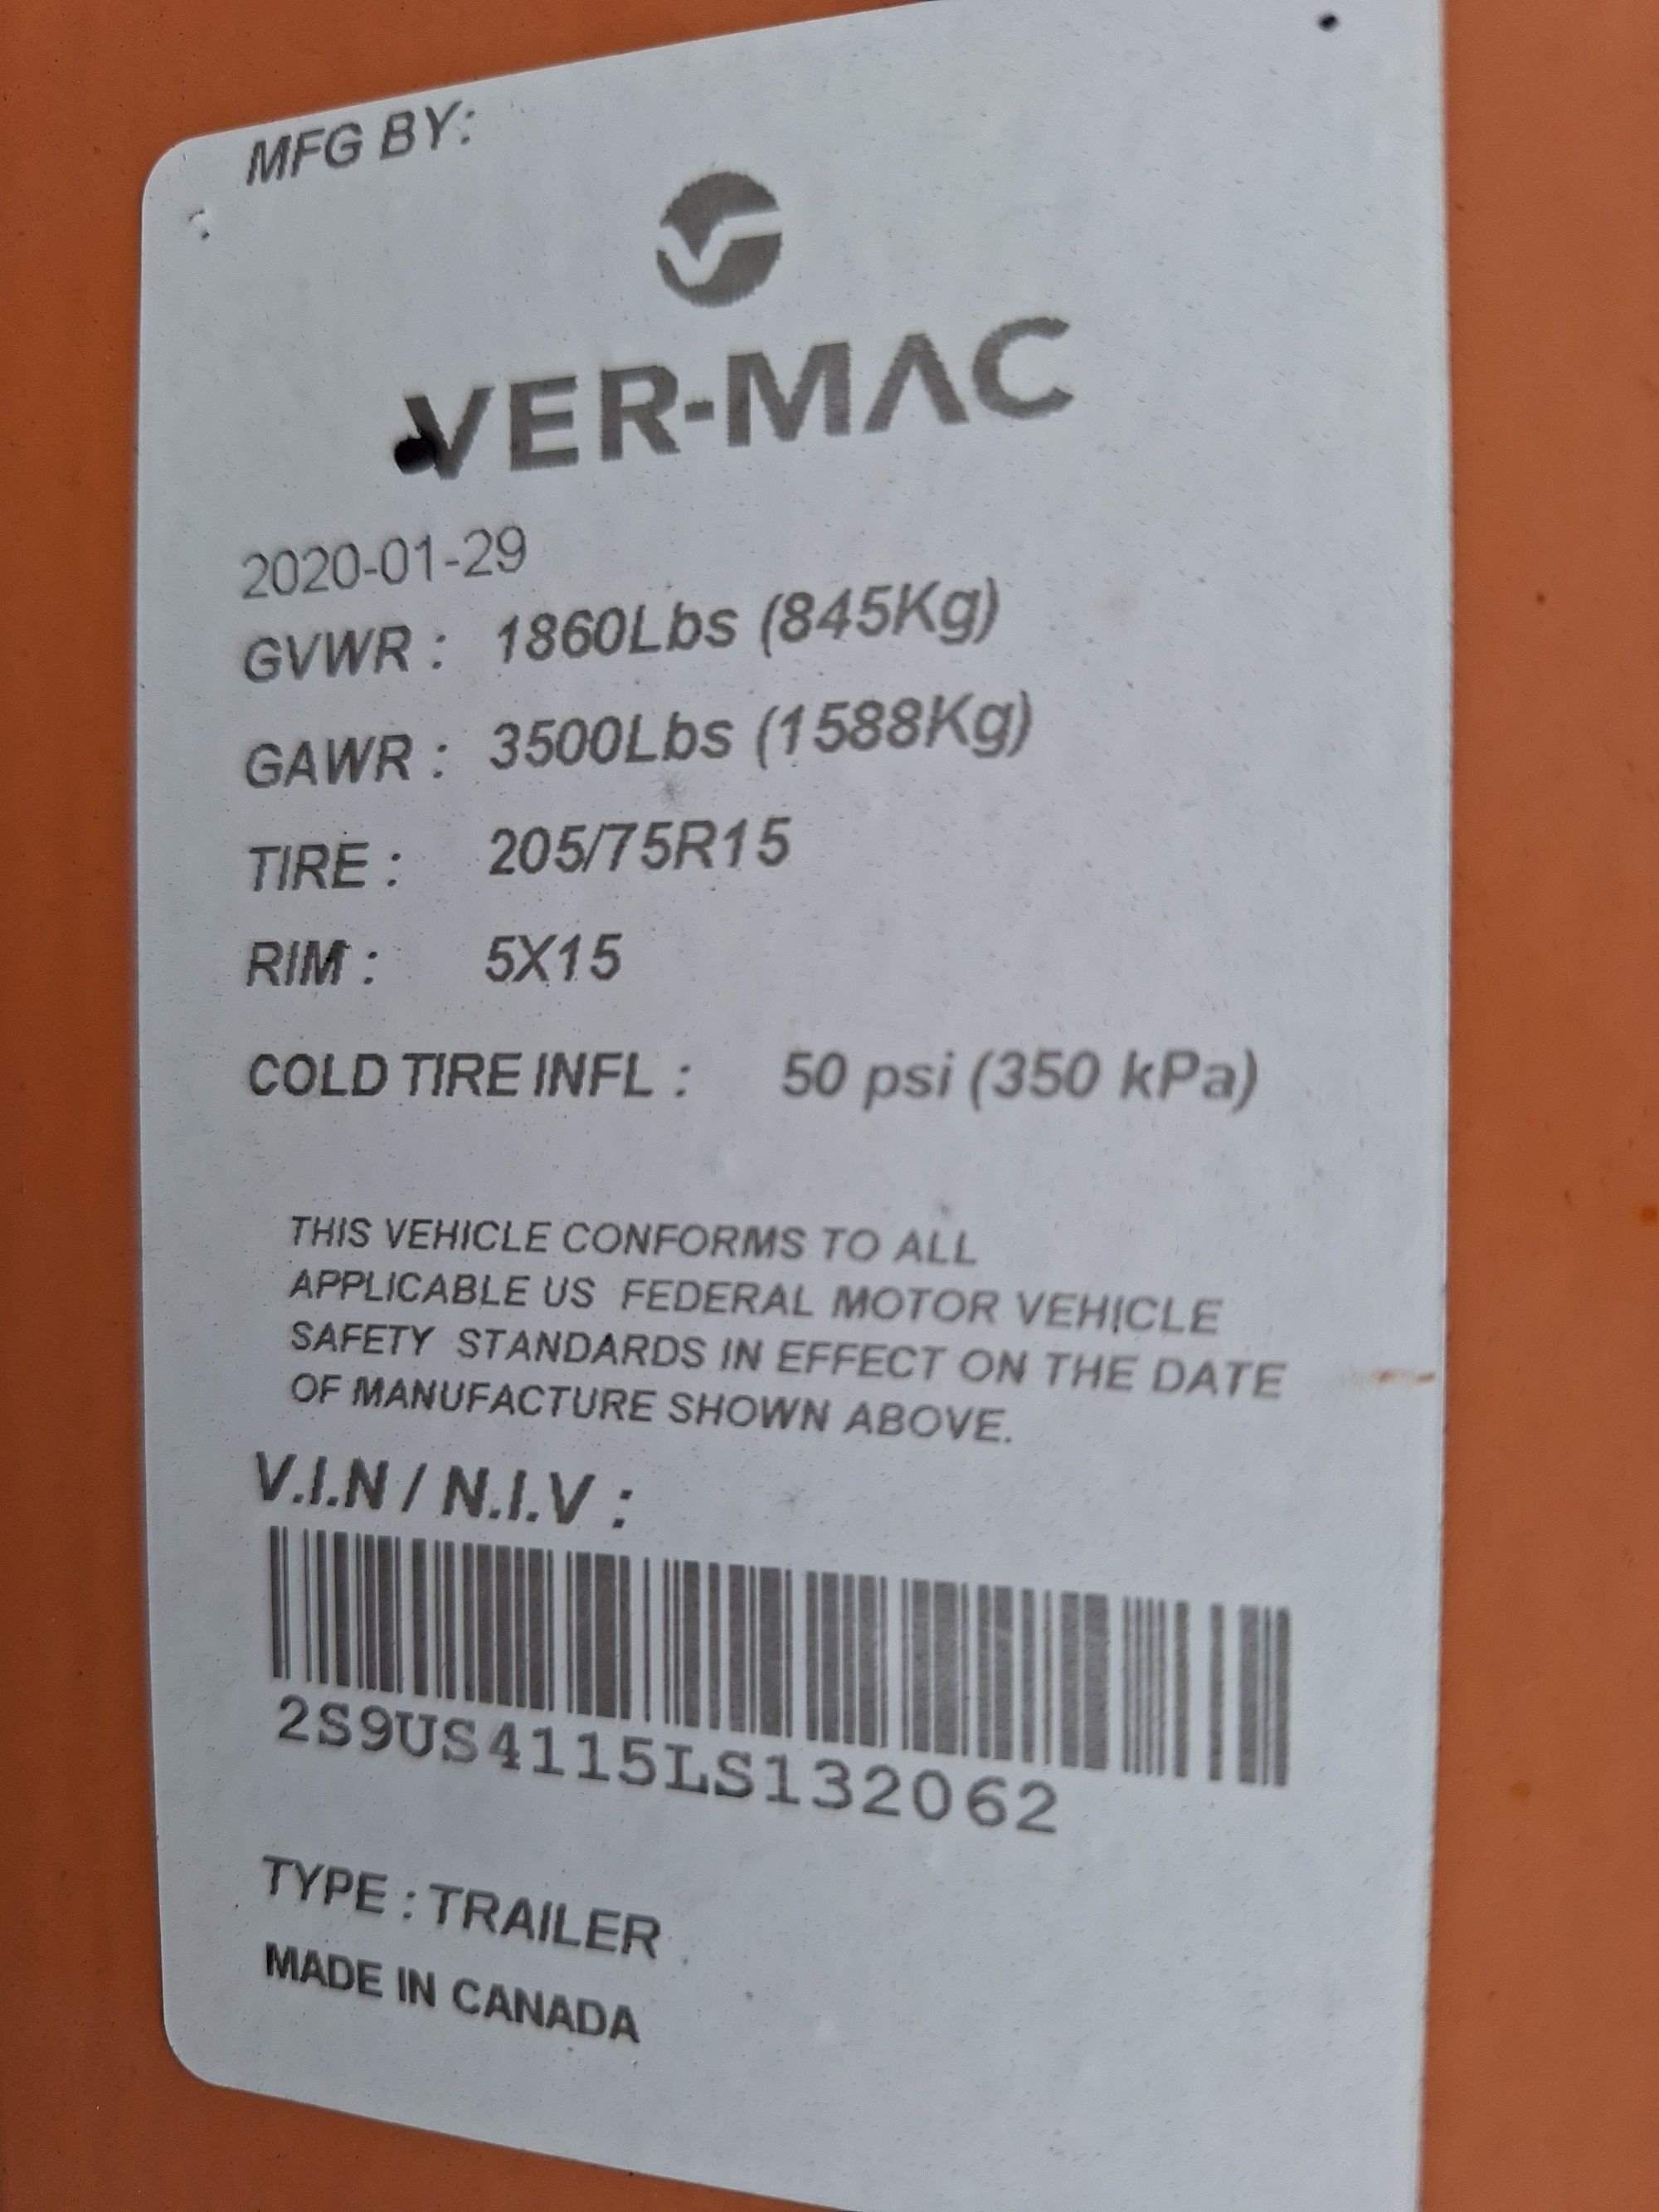 MFG BY:
VER-MAC
2020-01-29
GVWR : 1860Lbs (845Kg)
GAWR : 3500Lbs (1588Kg)
TIRE : 205/75R15
RIM : 5X15
COLD TIRE INFL : 50 psi (350 kPa)
THIS VEHICLE CONFORMS TO ALL
APPLICABLE US FEDERAL MOTOR VEHICLE
SAFETY STANDARDS IN EFFECT ON THE DATE
OF MANUFACTURE SHOWN ABOVE.
V.I.N / N.I.V :
2S9US4115LS132062
TYPE : TRAILER
MADE IN CANADA